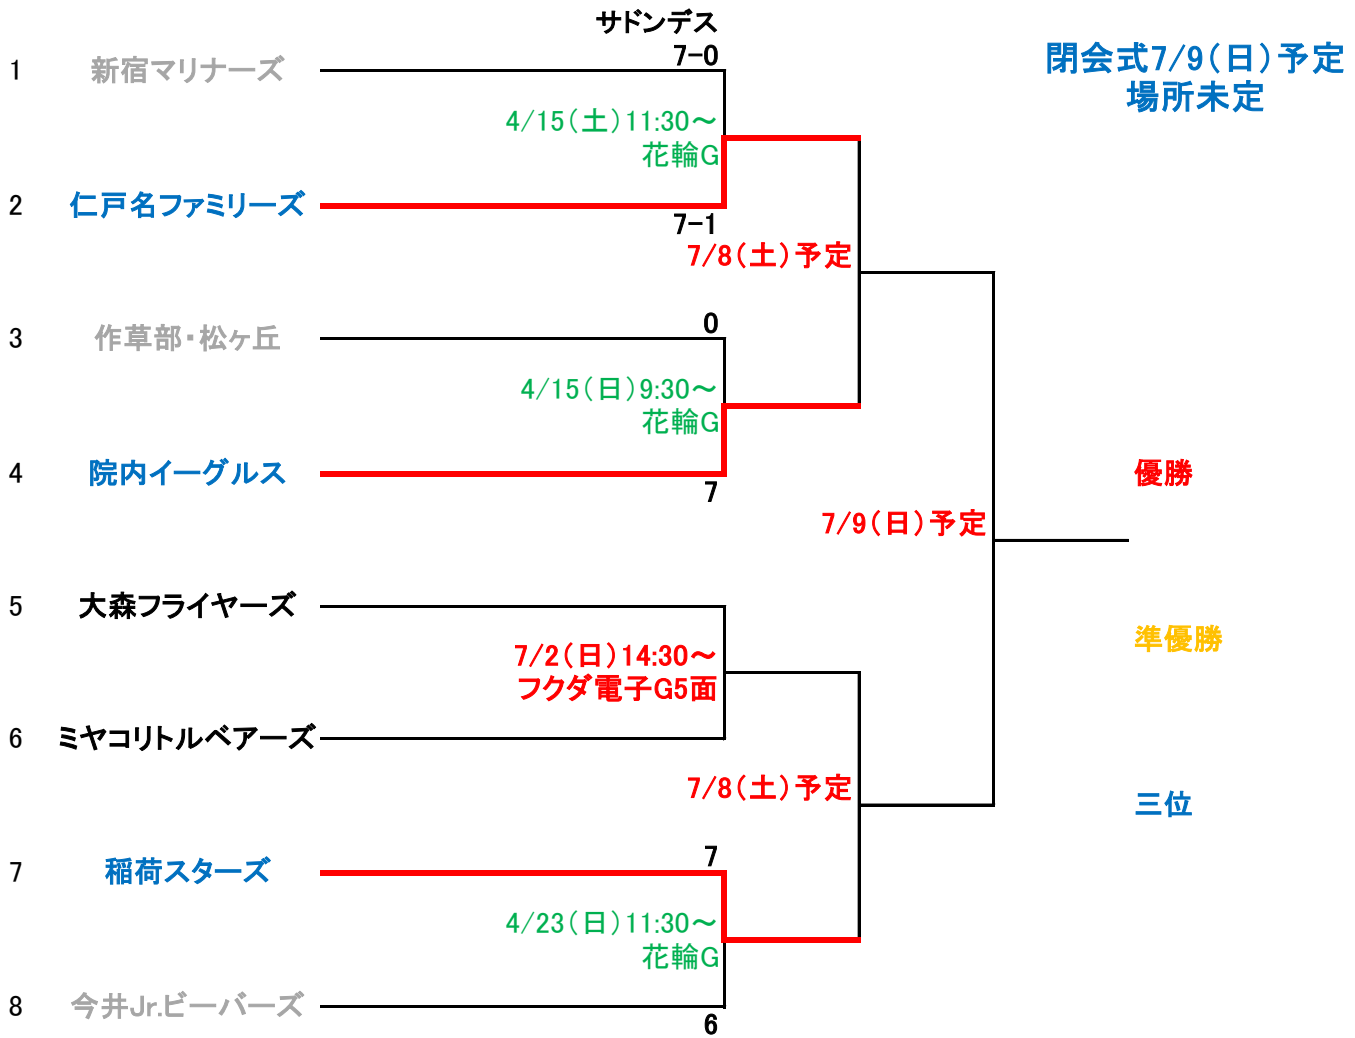 サドンデス
7-0
閉会式7/9(日)予定
場所未定
1 新宿マリナーズ
4/15(土)11:30～
花輪G
2 仁戸名ファミリーズ
7-1
7/8(土)予定
0
3 作草部・松ヶ丘
4/15(日)9:30～
花輪G
4 院内イーグルス
7
優勝
7/9(日)予定
5 大森フライヤーズ
7/2(日)14:30～
フクダ電子G5面
準優勝
6 ミヤコリトルベアーズ
7/8(土)予定
三位
7
7 稲荷スターズ
4/23(日)11:30～
花輪G
8 今井Jr.ビーバーズ
6